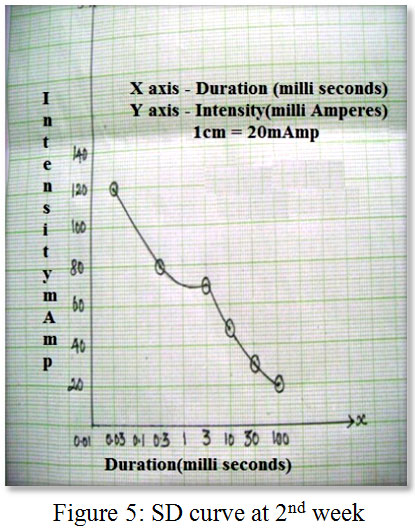 X axis - Duration (milli seconds)
Y axis - Intensity(milli Amperes)
1cm = 20mAmp
Intensity mAmp
140
120
100
80
60
40
20
0.01 0.03 0.1 0.3 1 3 10 30 100 x
Duration(milli seconds)
Figure 5: SD curve at 2nd week